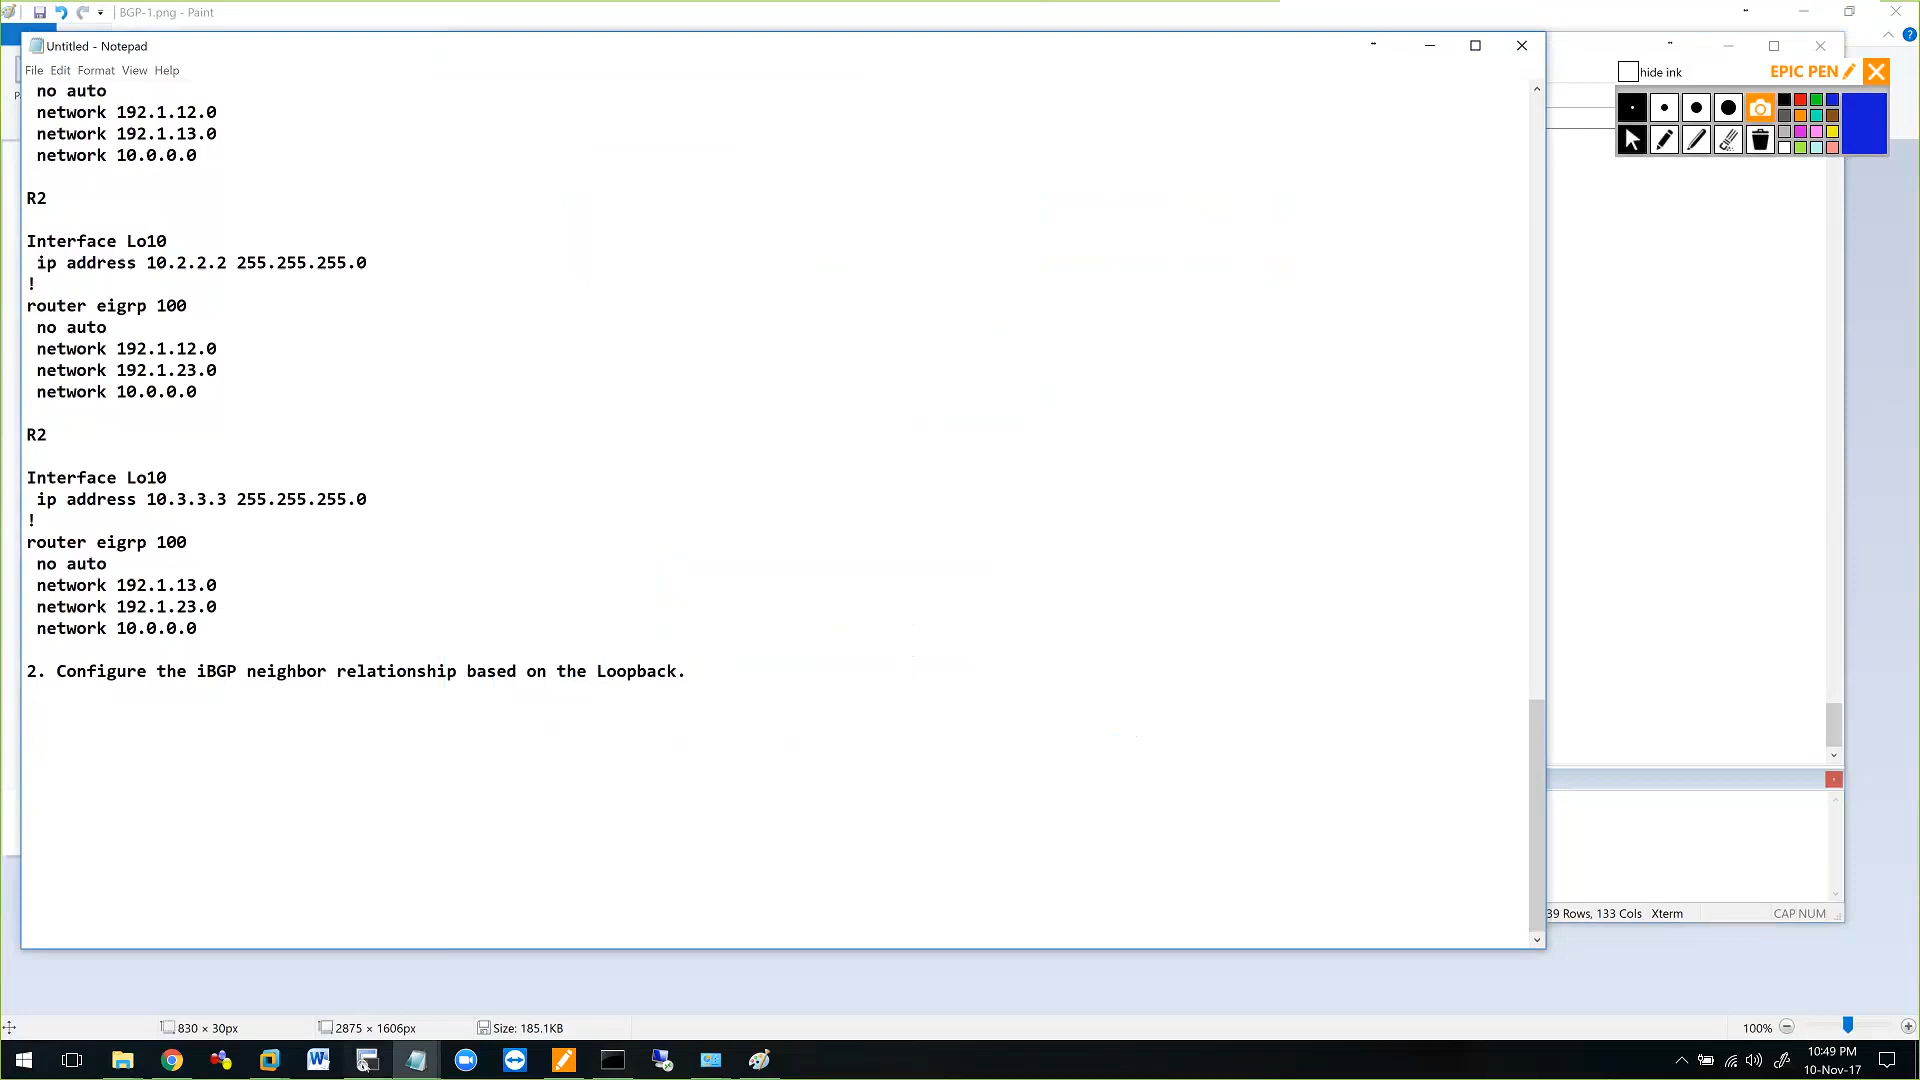 BGP-1.png - Paint
Untitled - Notepad
File Edit Format View Help
no auto
network 192.1.12.0
network 192.1.13.0
network 10.0.0.0
R2
Interface Lo10
ip address 10.2.2.2 255.255.255.0
!
router eigrp 100
no auto
network 192.1.12.0
network 192.1.23.0
network 10.0.0.0
R2
Interface Lo10
ip address 10.3.3.3 255.255.255.0
!
router eigrp 100
no auto
network 192.1.13.0
network 192.1.23.0
network 10.0.0.0
2. Configure the iBGP neighbor relationship based on the Loopback.
hide ink
EPIC PEN
39 Rows, 133 Cols Xterm CAP NUM
830 × 30px 2875 × 1606px Size: 185.1KB 100%
10:49 PM
10-Nov-17